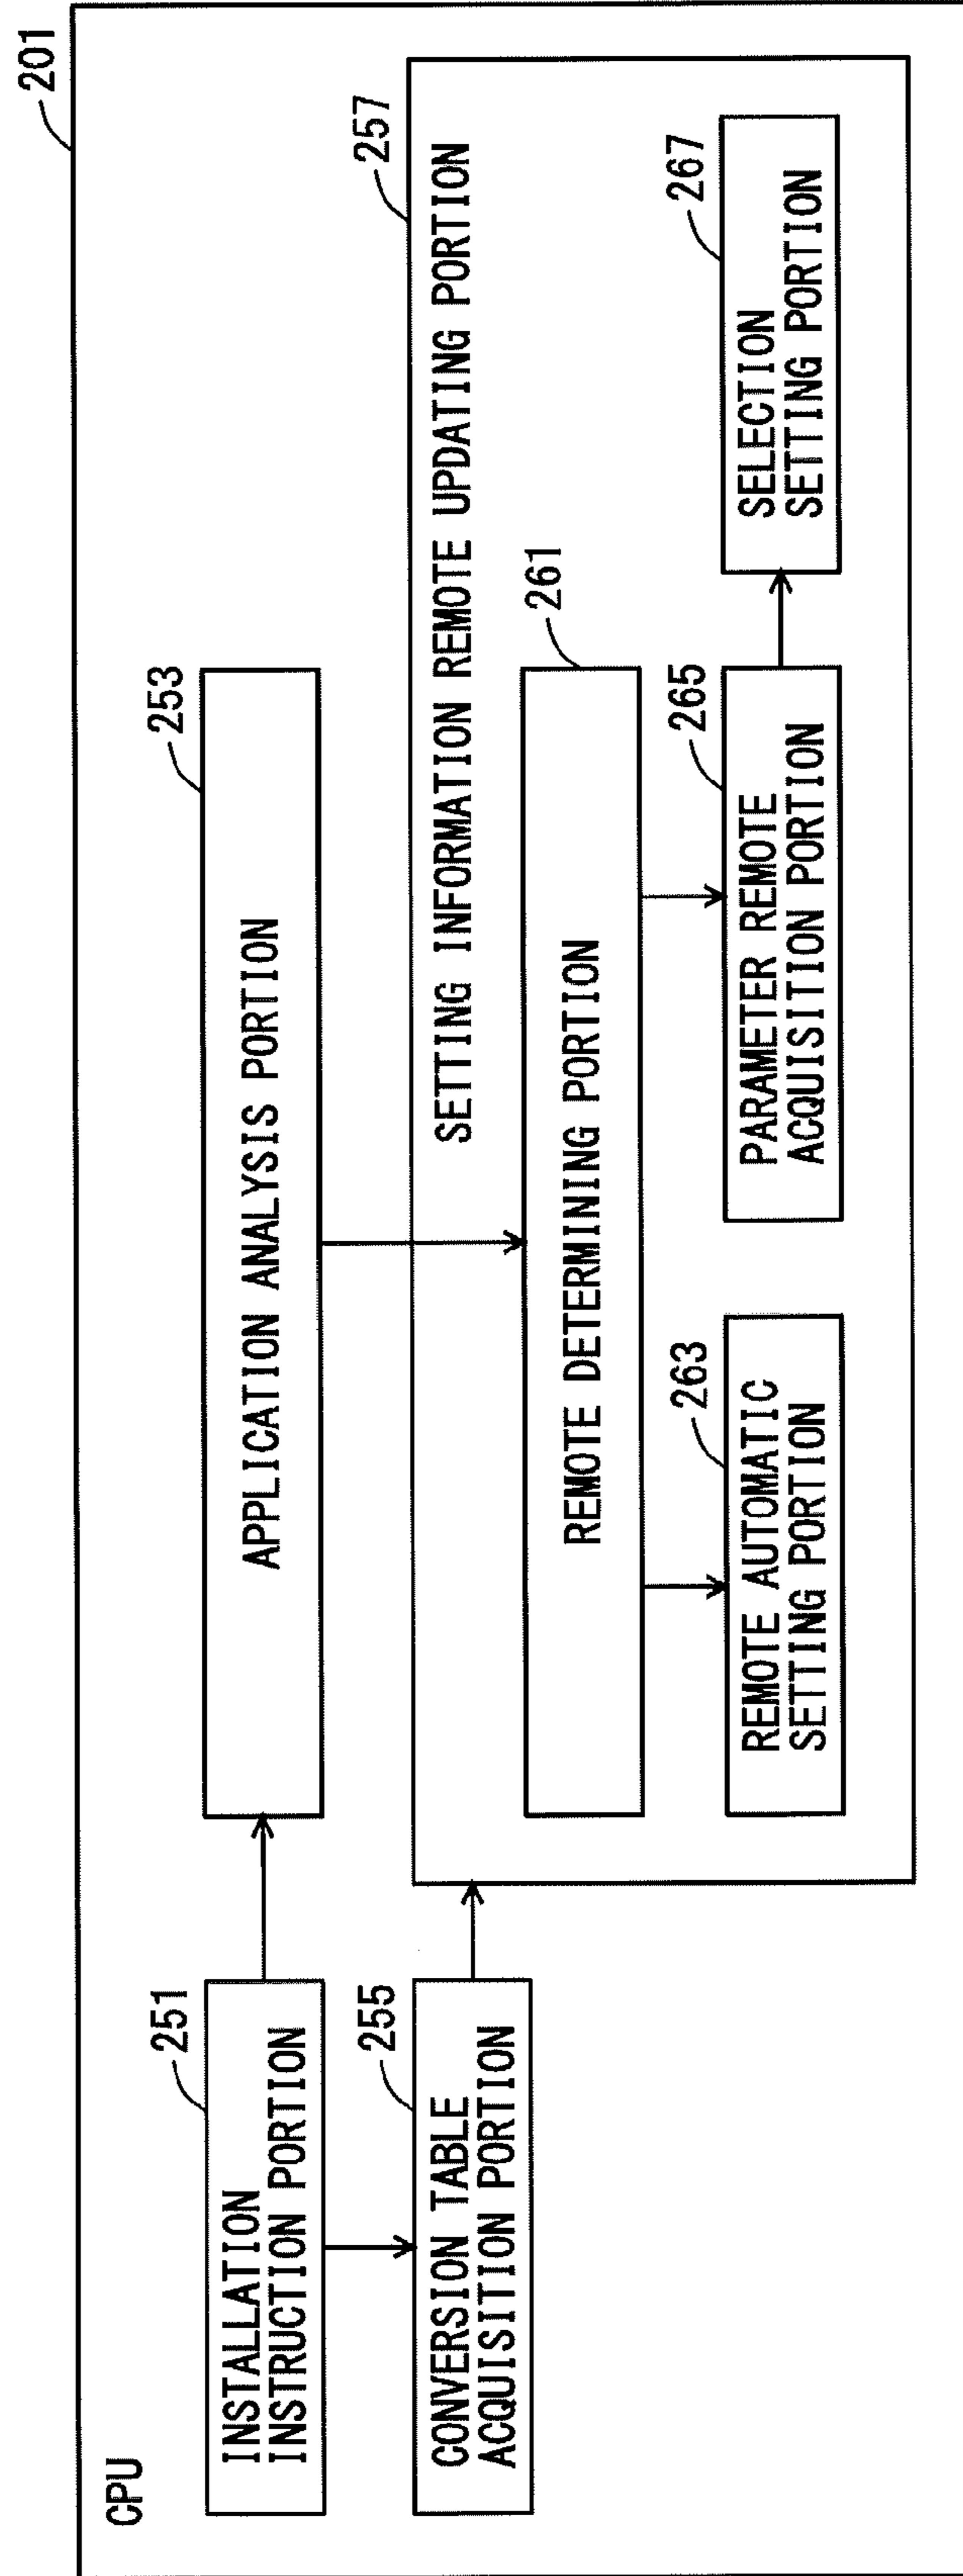 201
CPU
251
INSTALLATION
INSTRUCTION PORTION
253
APPLICATION ANALYSIS PORTION
255
CONVERSION TABLE
ACQUISITION PORTION
257
SETTING INFORMATION REMOTE UPDATING PORTION
261
REMOTE DETERMINING PORTION
263
REMOTE AUTOMATIC
SETTING PORTION
265
PARAMETER REMOTE
ACQUISITION PORTION
267
SELECTION
SETTING PORTION